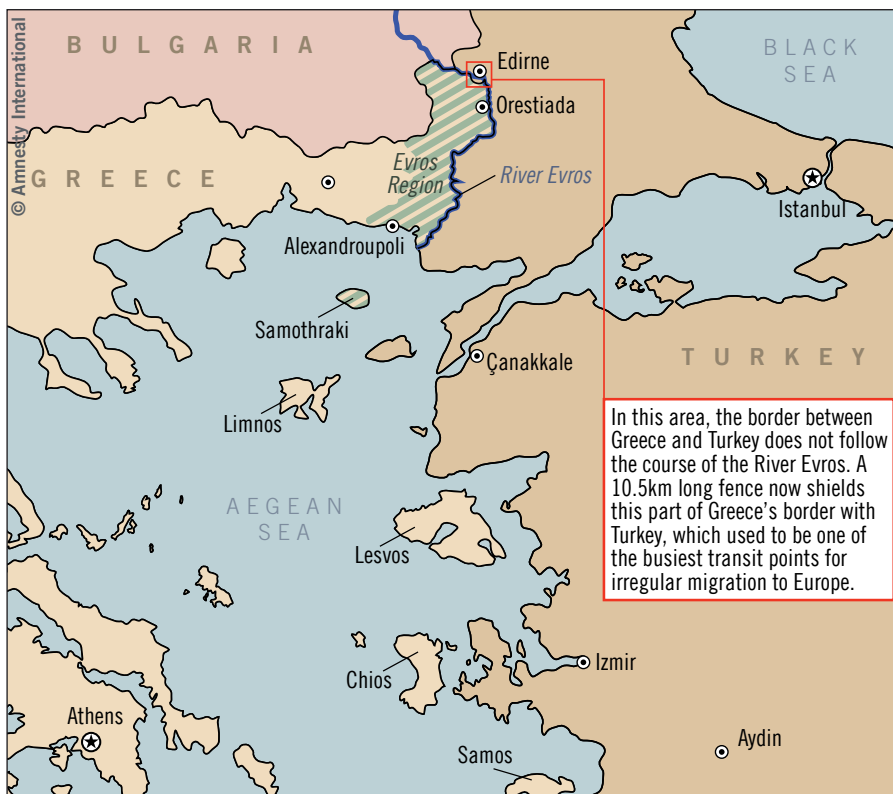 © Amnesty International
BULGARIA
BLACK
SEA
Edirne
Orestiada
GREECE
Evros
Region
River Evros
Istanbul
Alexandroupoli
Samothraki
Çanakkale
TURKEY
Limnos
In this area, the border between
Greece and Turkey does not follow
the course of the River Evros. A
10.5km long fence now shields
this part of Greece’s border with
Turkey, which used to be one of
the busiest transit points for
irregular migration to Europe.
AEGEAN
SEA
Lesvos
Chios
Izmir
Athens
Samos
Aydin